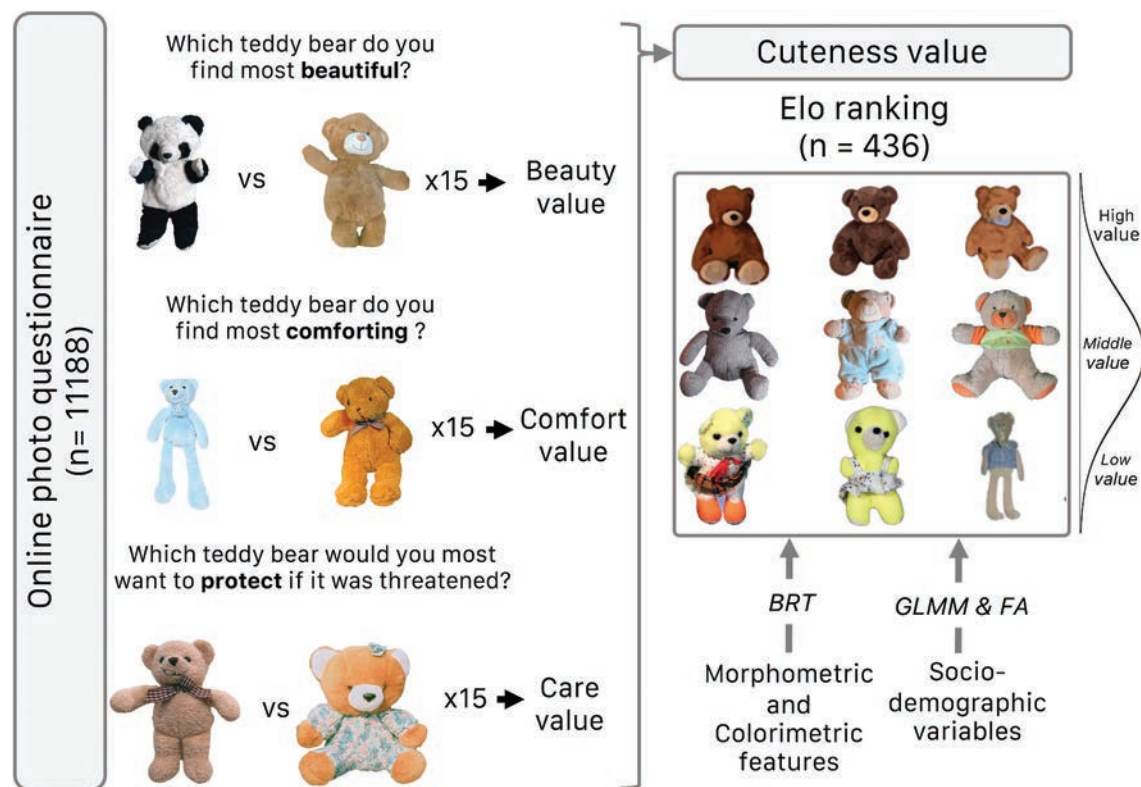 Online photo questionnaire
(n= 11188)
Which teddy bear do you
find most beautiful?
vs
x15
Beauty
value
Which teddy bear do you
find most comforting ?
vs
x15
Comfort
value
Which teddy bear would you most
want to protect if it was threatened?
vs
x15
Care
value
Cuteness value
Elo ranking
(n = 436)
High
value
Middle
value
Low
value
BRT
GLMM & FA
Morphometric
and
Colorimetric
features
Socio-
demographic
variables